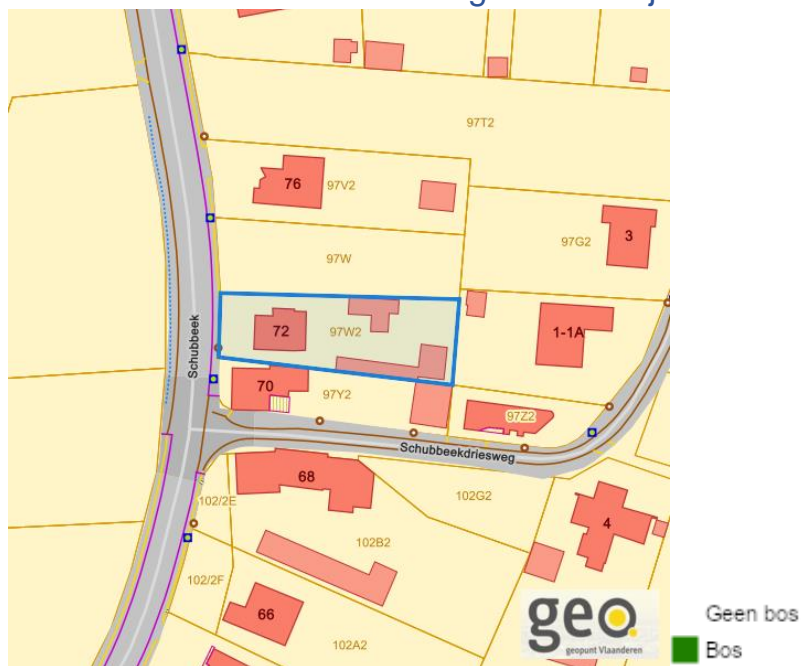 97T2
76
97V2
3
97G2
97W
Schubbeek
72
97W2
1-1A
70
97Y2
97Z2
Schubbeekdriesweg
68
102G2
102/2E
4
102B2
102/2F
66
102A2
geo
geopunt Vlaanderen
Geen bos
Bos